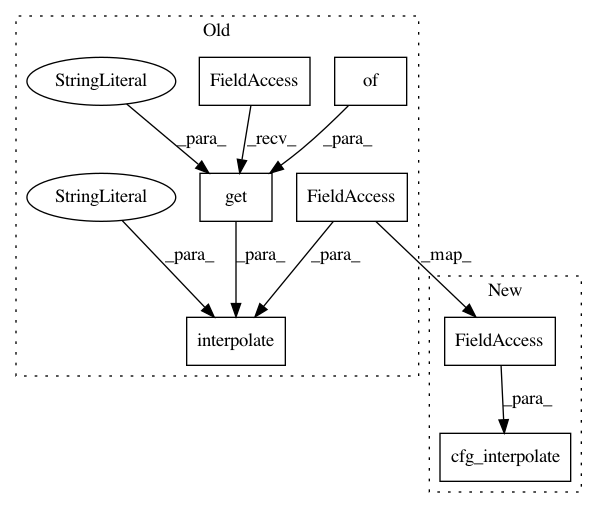 Old
StringLiteral
FieldAccess
of
_para_
_recv_
_para_
StringLiteral
get
FieldAccess
_para_
_para_
_para_
_map_
New
interpolate
FieldAccess
_para_
cfg_interpolate